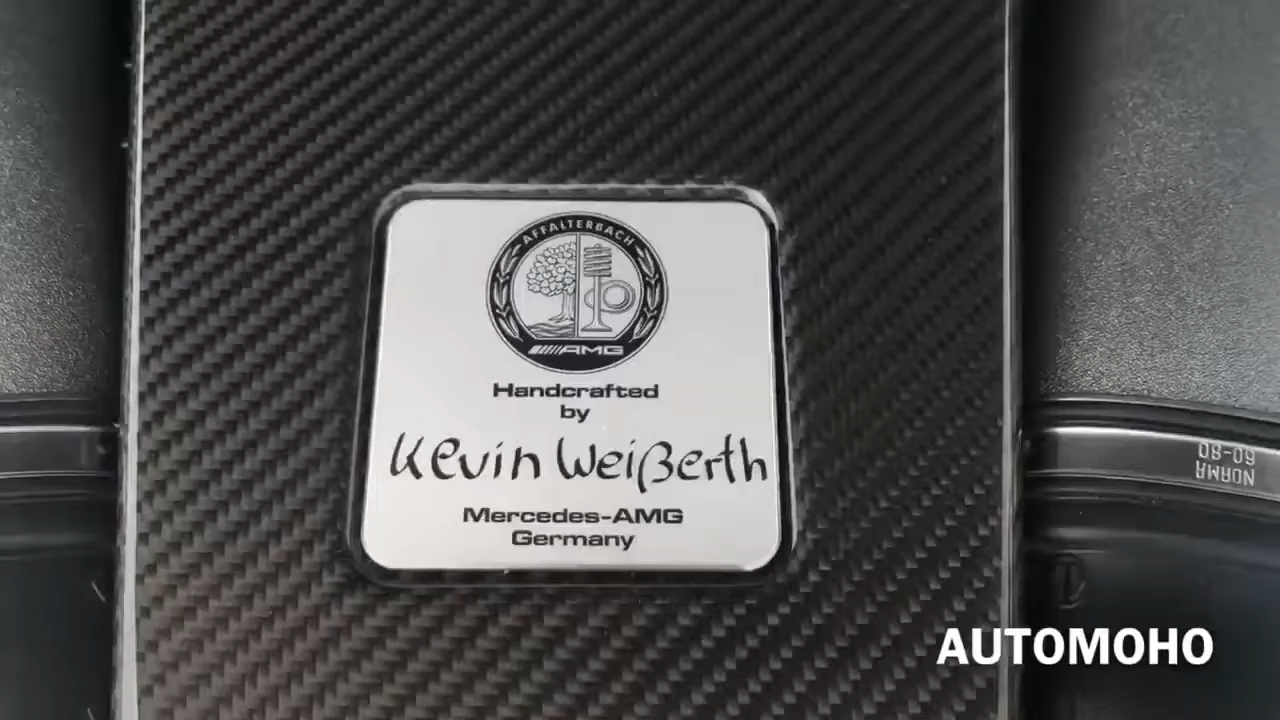 AFFALTERBACH
AMG
Handcrafted
by
Kevin Weißerth
Mercedes-AMG
Germany
NORMA
60-80
AUTOMOHO